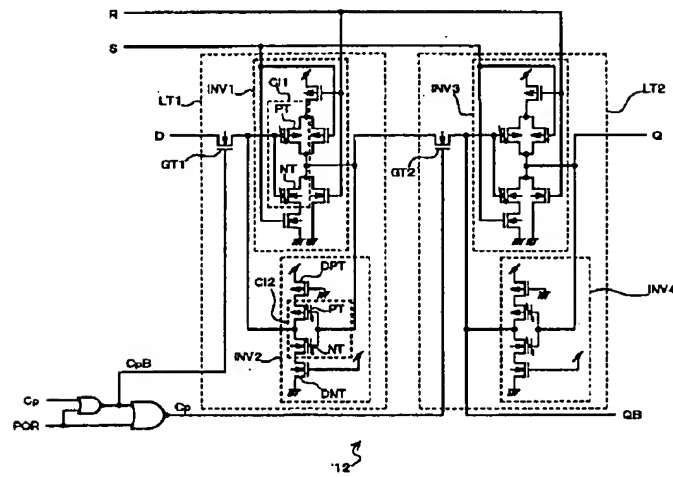 R
S
INV1
CI1
INV3
LT1
PT
LT2
D
Q
GT1
NT
GT2
DPT
CI2
PT
INV4
NT
INV2
CpB
DNT
Cp
Cp
POR
QB
12